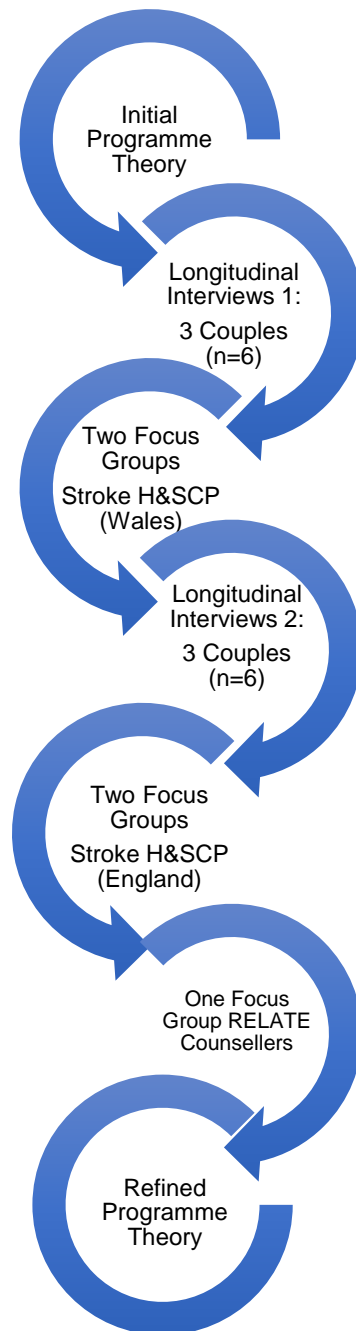 Initial
Programme
Theory
Longitudinal
Interviews 1:
3 Couples
(n=6)
Two Focus
Groups
Stroke H&SCP
(Wales)
Longitudinal
Interviews 2:
3 Couples
(n=6)
Two Focus
Groups
Stroke H&SCP
(England)
One Focus
Group RELATE
Counsellers
Refined
Programme
Theory